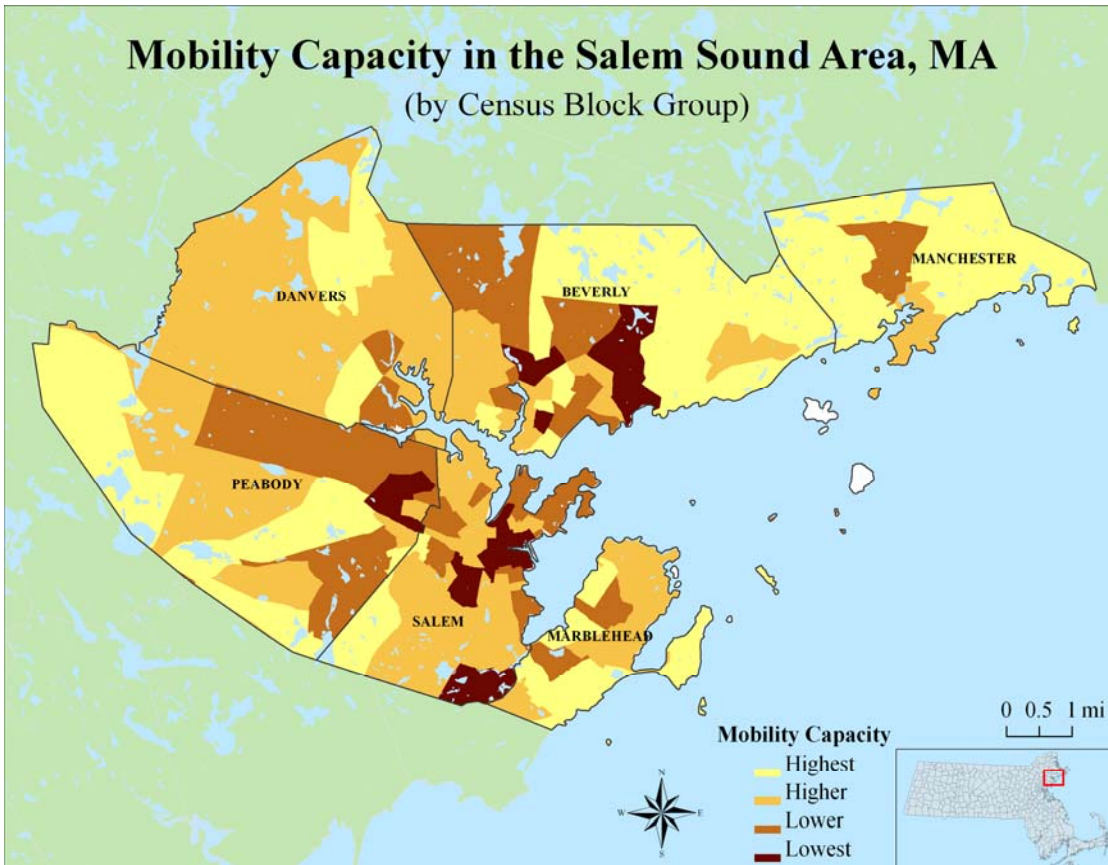 Mobility Capacity in the Salem Sound Area, MA
(by Census Block Group)
MANCHESTER
BEVERLY
DANVERS
PEABODY
SALEM
MARBLEHEAD
0 0.5 1 mi
Mobility Capacity
Highest
Higher
Lower
Lowest
N
W E
S